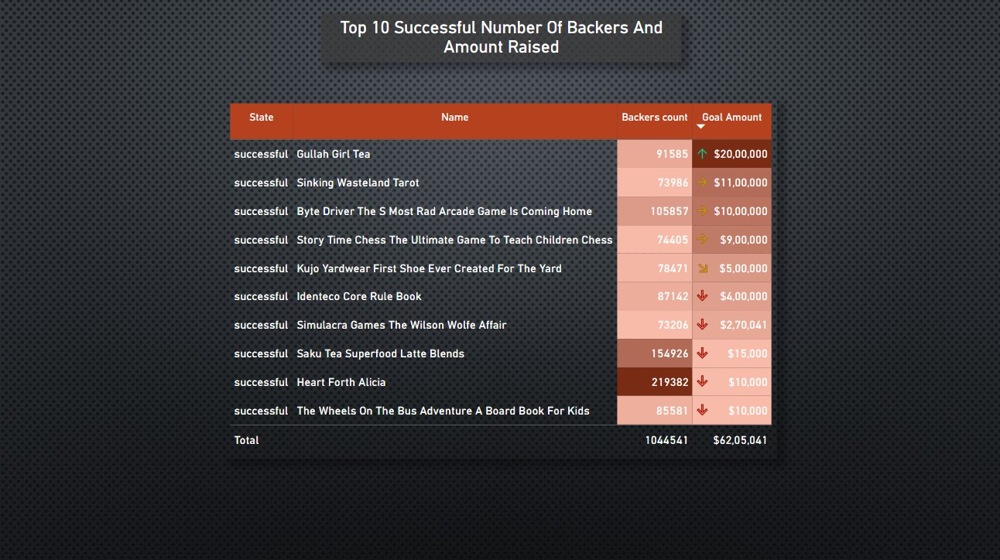 Top 10 Successful Number Of Backers And
Amount Raised
State Name Backers count Goal Amount
successful Gullah Girl Tea 91585 $20,00,000
successful Sinking Wasteland Tarot 73986 $11,00,000
successful Byte Driver The S Most Rad Arcade Game Is Coming Home 105857 $10,00,000
successful Story Time Chess The Ultimate Game To Teach Children Chess 74405 $9,00,000
successful Kujo Yardwear First Shoe Ever Created For The Yard 78471 $5,00,000
successful Identeco Core Rule Book 87142 $4,00,000
successful Simulacra Games The Wilson Wolfe Affair 73206 $2,70,041
successful Saku Tea Superfood Latte Blends 154926 $15,000
successful Heart Forth Alicia 219382 $10,000
successful The Wheels On The Bus Adventure A Board Book For Kids 85581 $10,000
Total 1044541 $62,05,041